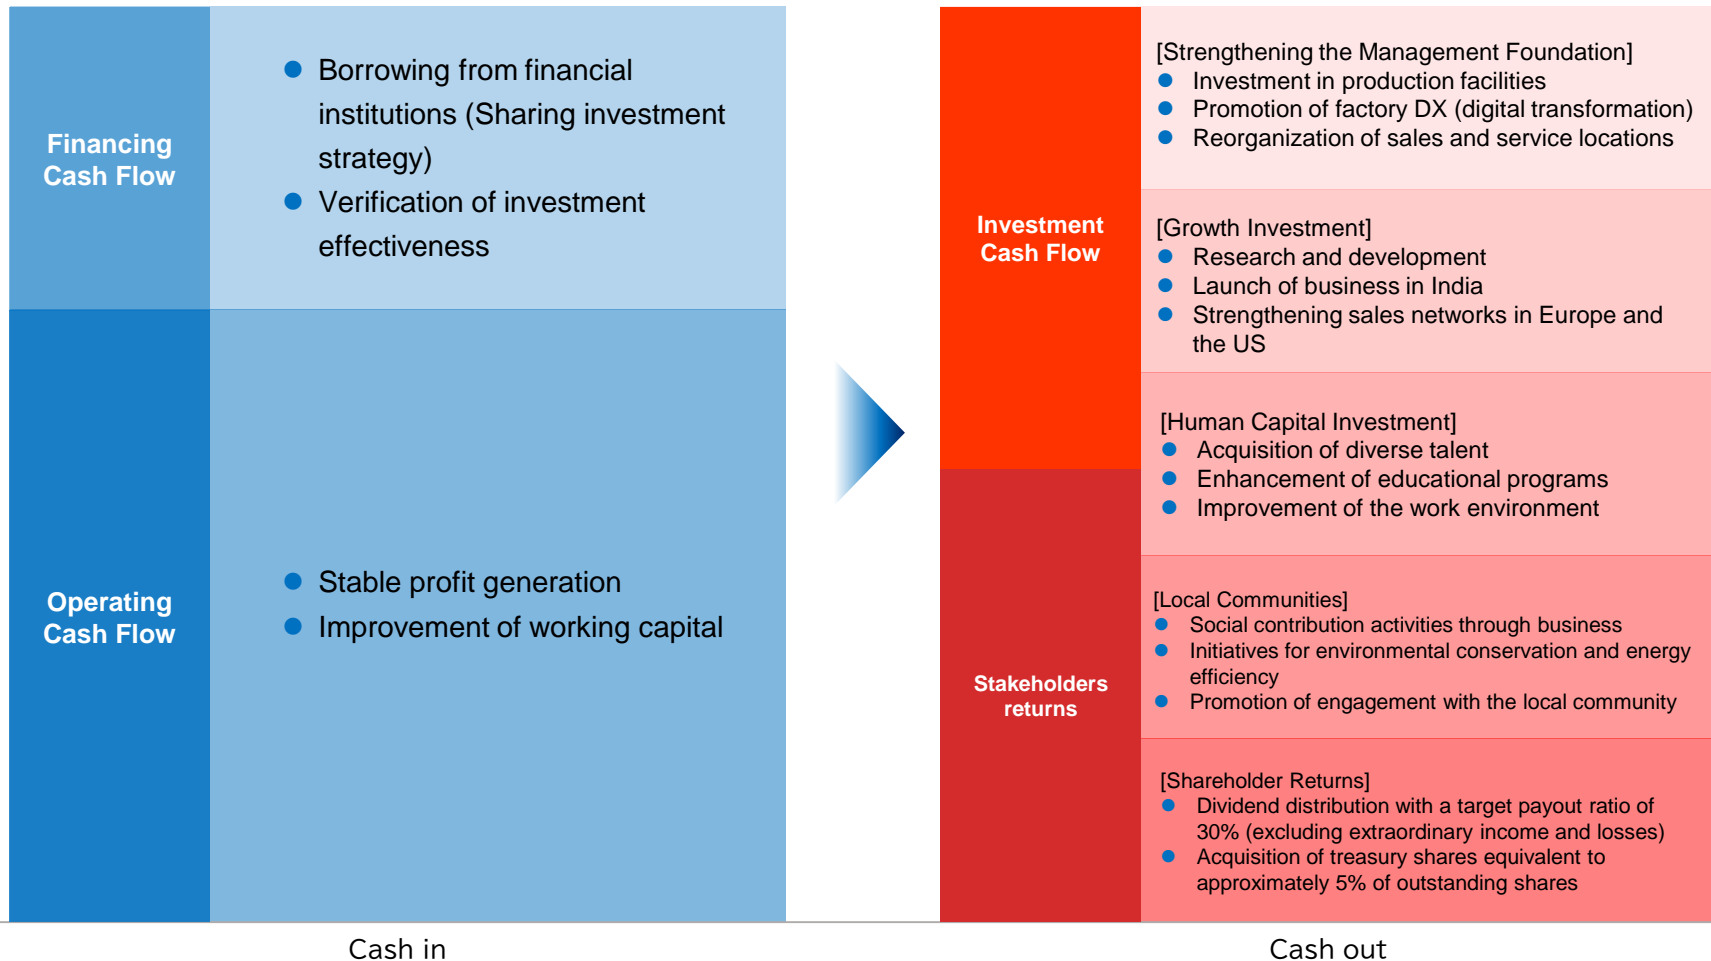 Financing
Cash Flow
● Borrowing from financial
institutions (Sharing investment
strategy)
● Verification of investment
effectiveness
Operating
Cash Flow
● Stable profit generation
● Improvement of working capital
Cash in
Investment
Cash Flow
[Strengthening the Management Foundation]
● Investment in production facilities
● Promotion of factory DX (digital transformation)
● Reorganization of sales and service locations
[Growth Investment]
● Research and development
● Launch of business in India
● Strengthening sales networks in Europe and
the US
[Human Capital Investment]
● Acquisition of diverse talent
● Enhancement of educational programs
● Improvement of the work environment
Stakeholders
returns
[Local Communities]
● Social contribution activities through business
● Initiatives for environmental conservation and energy
efficiency
● Promotion of engagement with the local community
[Shareholder Returns]
● Dividend distribution with a target payout ratio of
30% (excluding extraordinary income and losses)
● Acquisition of treasury shares equivalent to
approximately 5% of outstanding shares
Cash out